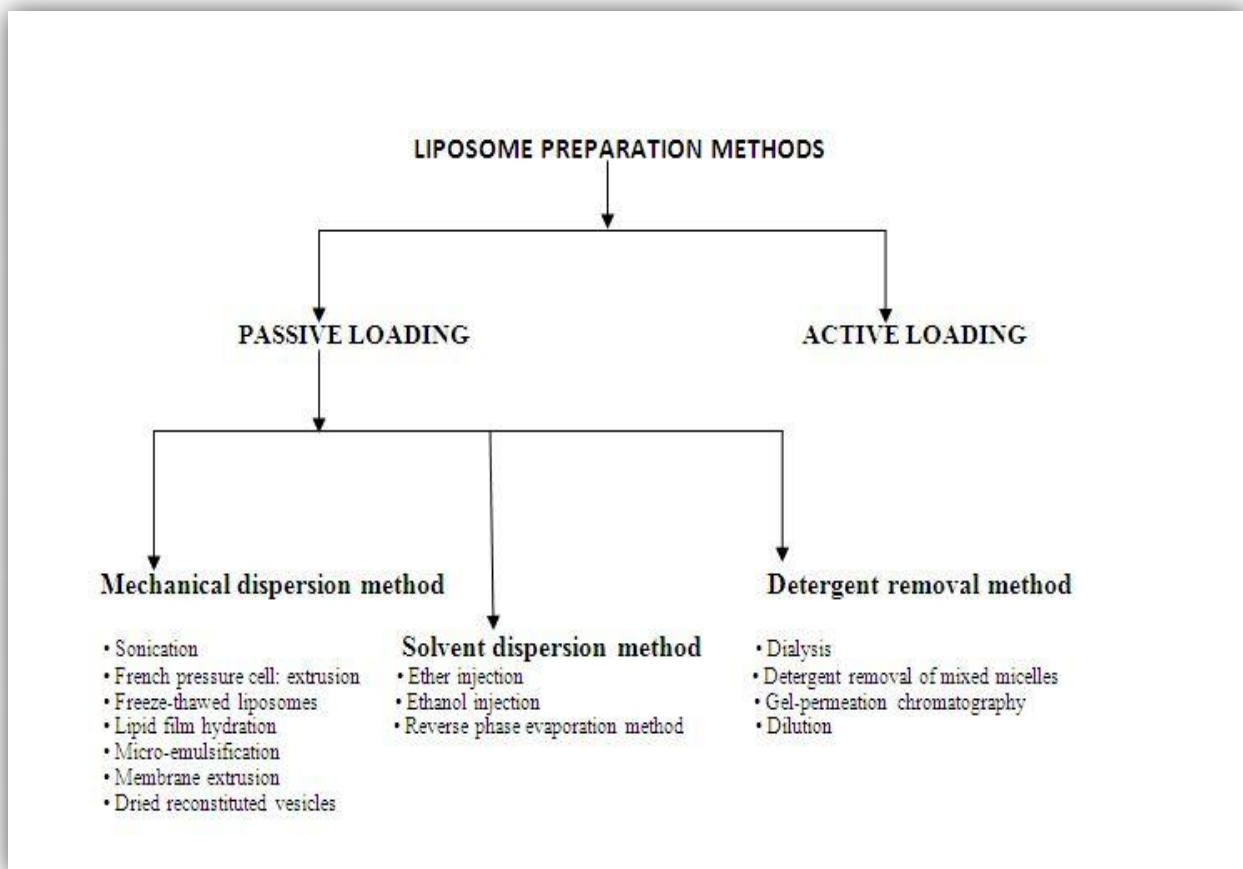 LIPOSOME PREPARATION METHODS
PASSIVE LOADING
ACTIVE LOADING
Mechanical dispersion method
• Sonication
• French pressure cell: extrusion
• Freeze-thawed liposomes
• Lipid film hydration
• Micro-emulsification
• Membrane extrusion
• Dried reconstituted vesicles
Solvent dispersion method
• Ether injection
• Ethanol injection
• Reverse phase evaporation method
Detergent removal method
• Dialysis
• Detergent removal of mixed micelles
• Gel-permeation chromatography
• Dilution